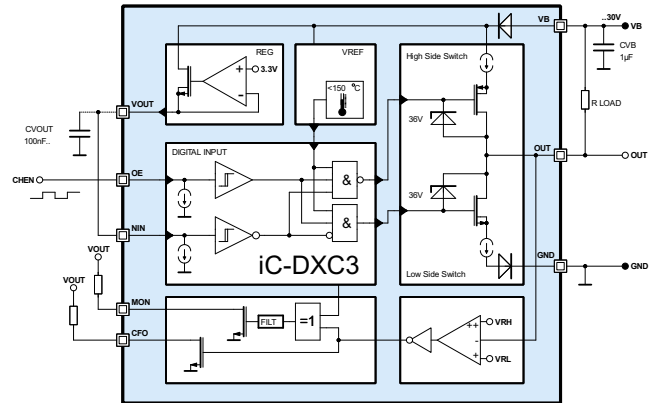 ..30V
VB
VB
REG
VREF
High Side Switch
CVB
1µF
3.3V
+
-
<150 °C
VOUT
36V
R LOAD
CVOUT
100nF..
DIGITAL INPUT
OUT
OUT
CHEN
OE
&
36V
&
NIN
VOUT
iC-DXC3
Low Side Switch
GND
GND
VOUT
MON
FILT
=1
++
VRH
-
CFO
+
VRL